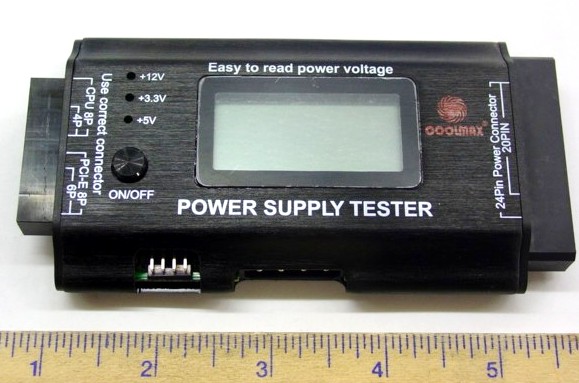 Easy to read power voltage
+12V
+3.3V
+5V
Use correct connector
CPU 8P
4P
PCI-E 8P
6P
ON/OFF
COOLMAX®
24Pin Power Connector
20PIN
POWER SUPPLY TESTER
1 2 3 4 5